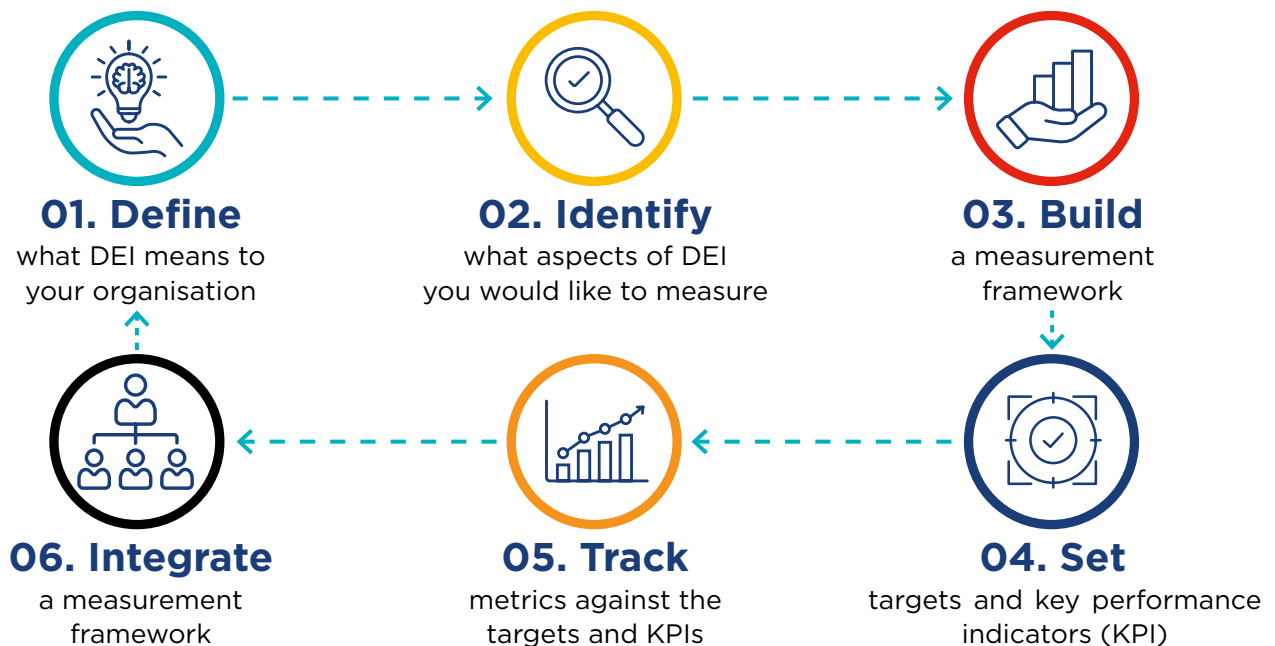 01. Define
what DEI means to
your organisation
02. Identify
what aspects of DEI
you would like to measure
03. Build
a measurement
framework
04. Set
targets and key performance
indicators (KPI)
05. Track
metrics against the
targets and KPIs
06. Integrate
a measurement
framework